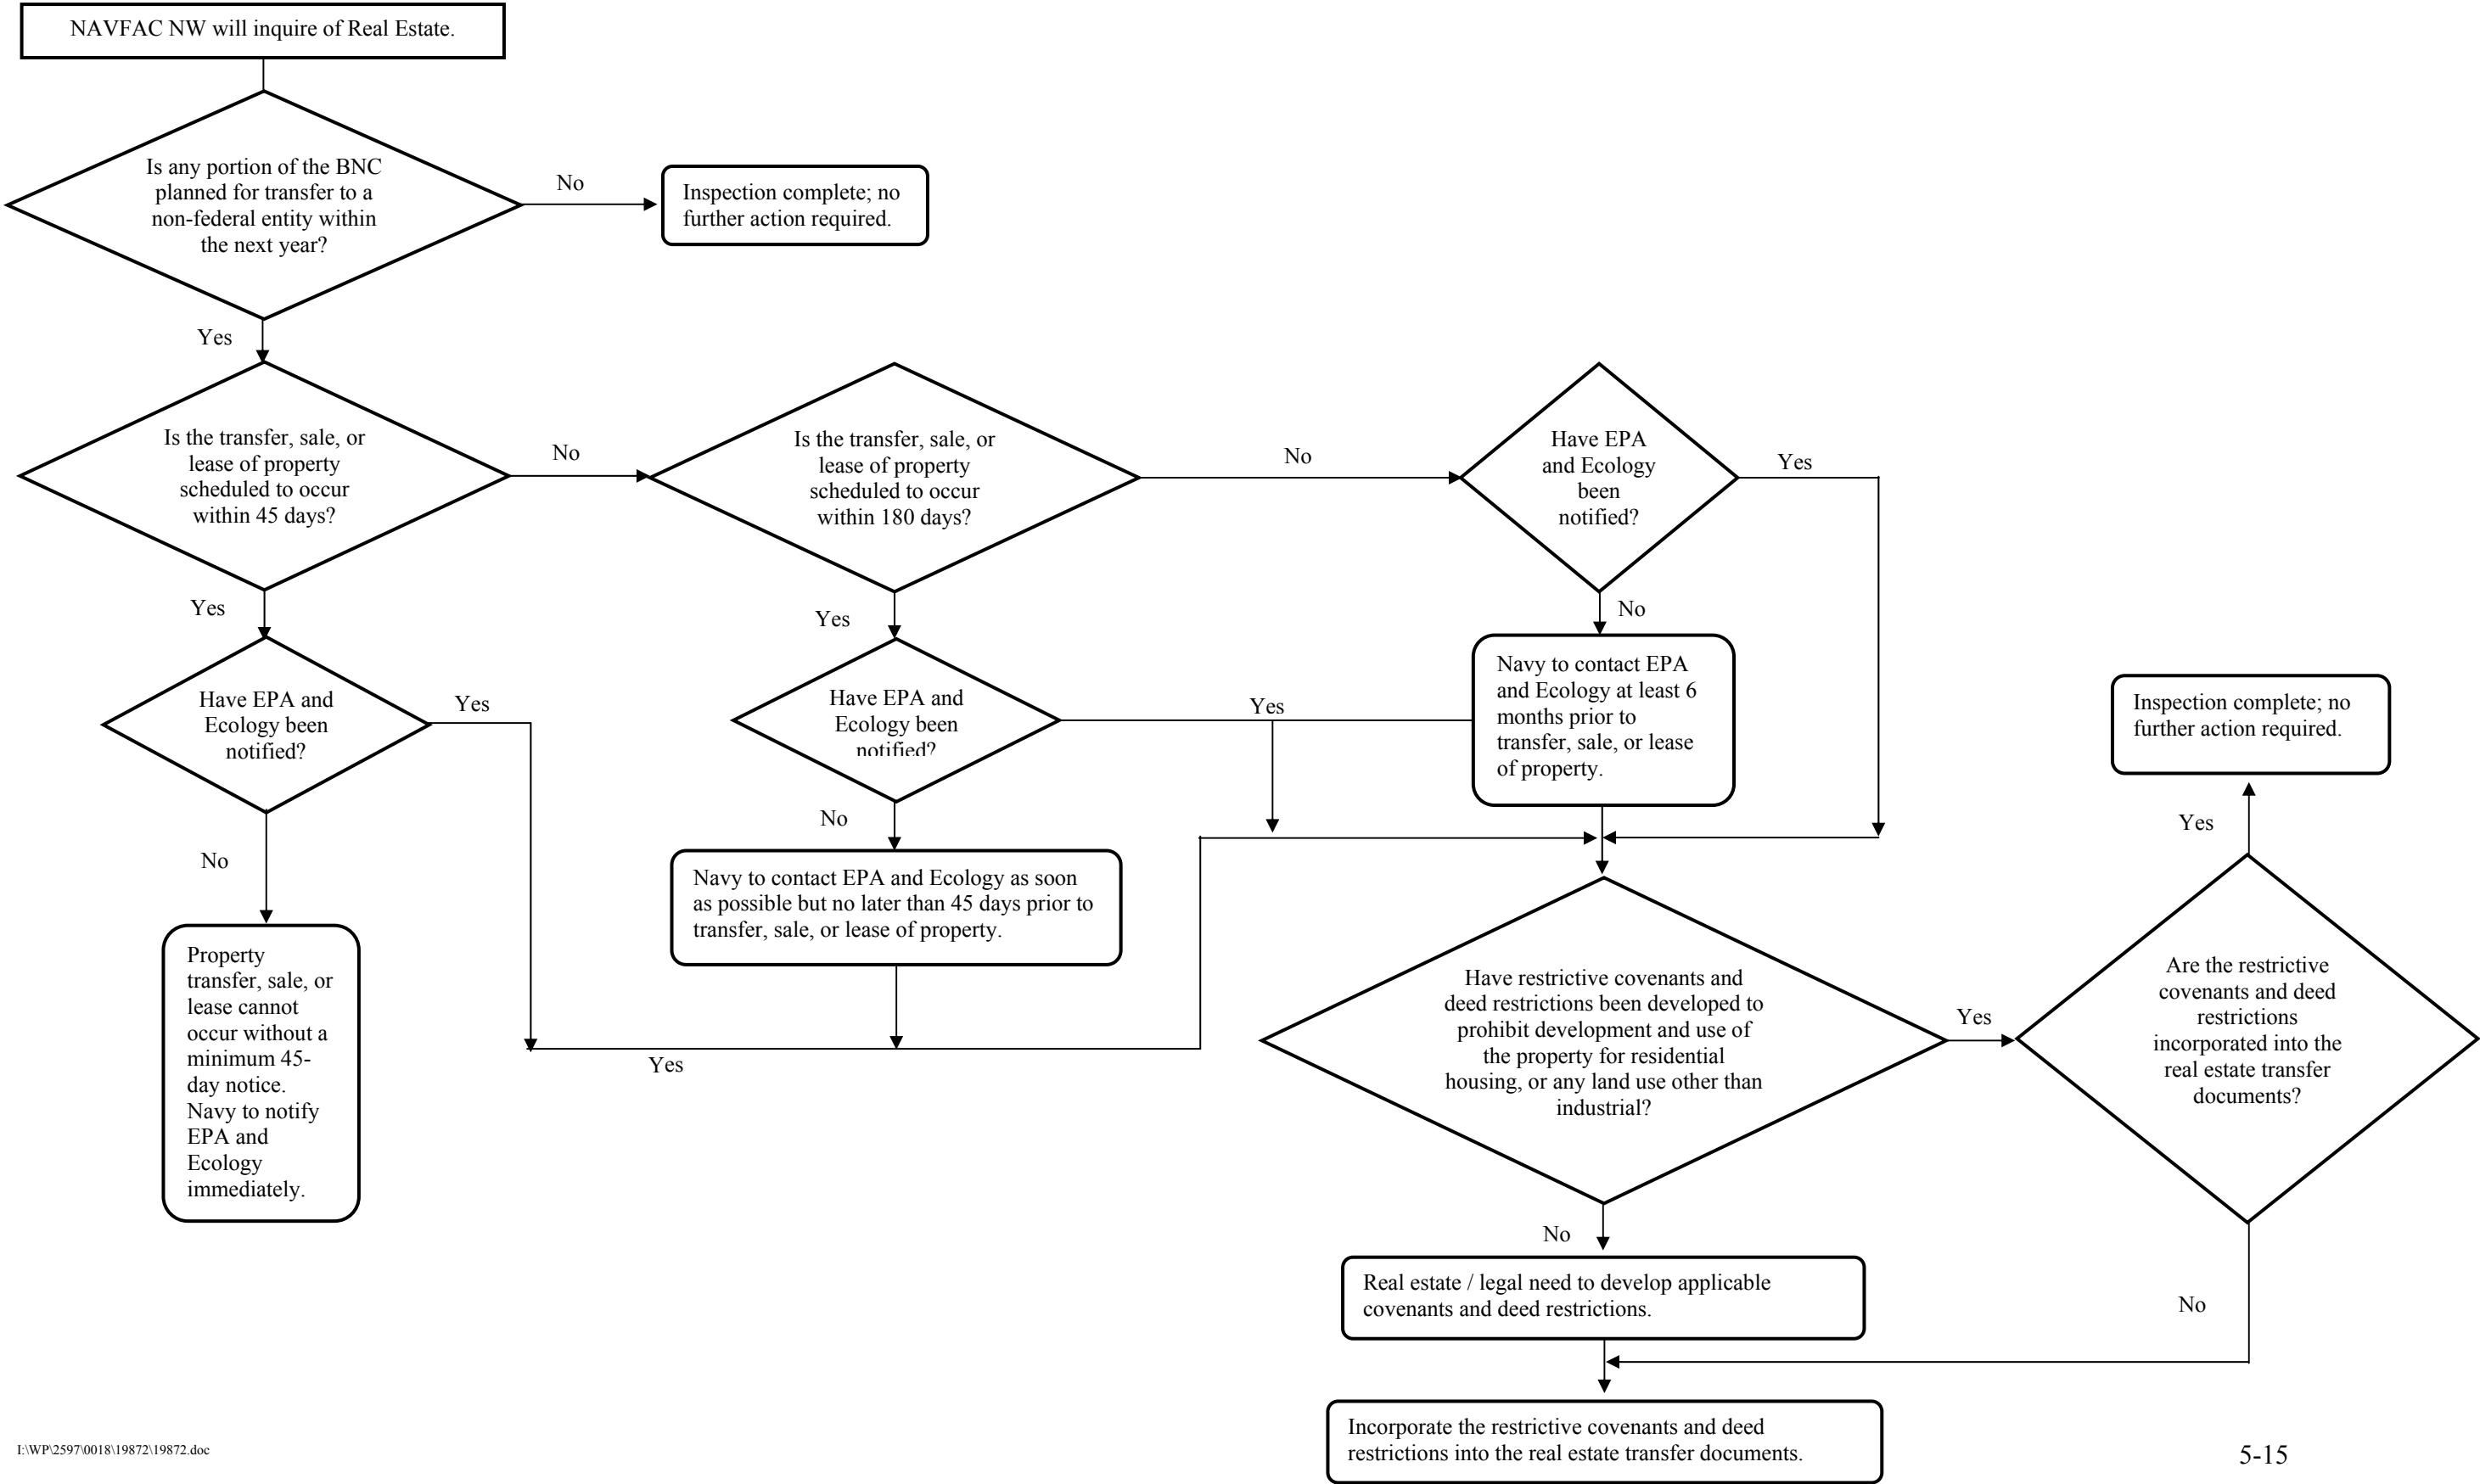 NAVFAC NW will inquire of Real Estate.
Is any portion of the BNC
planned for transfer to a
non-federal entity within
the next year?
No
Inspection complete; no
further action required.
Yes
Is the transfer, sale, or
lease of property
scheduled to occur
within 45 days?
No
Is the transfer, sale, or
lease of property
scheduled to occur
within 180 days?
No
Have EPA
and Ecology
been
notified?
Yes
Yes
Yes
No
Have EPA and
Ecology been
notified?
Yes
Have EPA and
Ecology been
notified?
Yes
Navy to contact EPA
and Ecology at least 6
months prior to
transfer, sale, or lease
of property.
Inspection complete; no
further action required.
No
No
Yes
Property
transfer, sale, or
lease cannot
occur without a
minimum 45-
day notice.
Navy to notify
EPA and
Ecology
immediately.
Navy to contact EPA and Ecology as soon
as possible but no later than 45 days prior to
transfer, sale, or lease of property.
Yes
Have restrictive covenants and
deed restrictions been developed to
prohibit development and use of
the property for residential
housing, or any land use other than
industrial?
Yes
Are the restrictive
covenants and deed
restrictions
incorporated into the
real estate transfer
documents?
No
Real estate / legal need to develop applicable
covenants and deed restrictions.
No
Incorporate the restrictive covenants and deed
restrictions into the real estate transfer documents.
I:\WP\2597\0018\19872\19872.doc
5-15